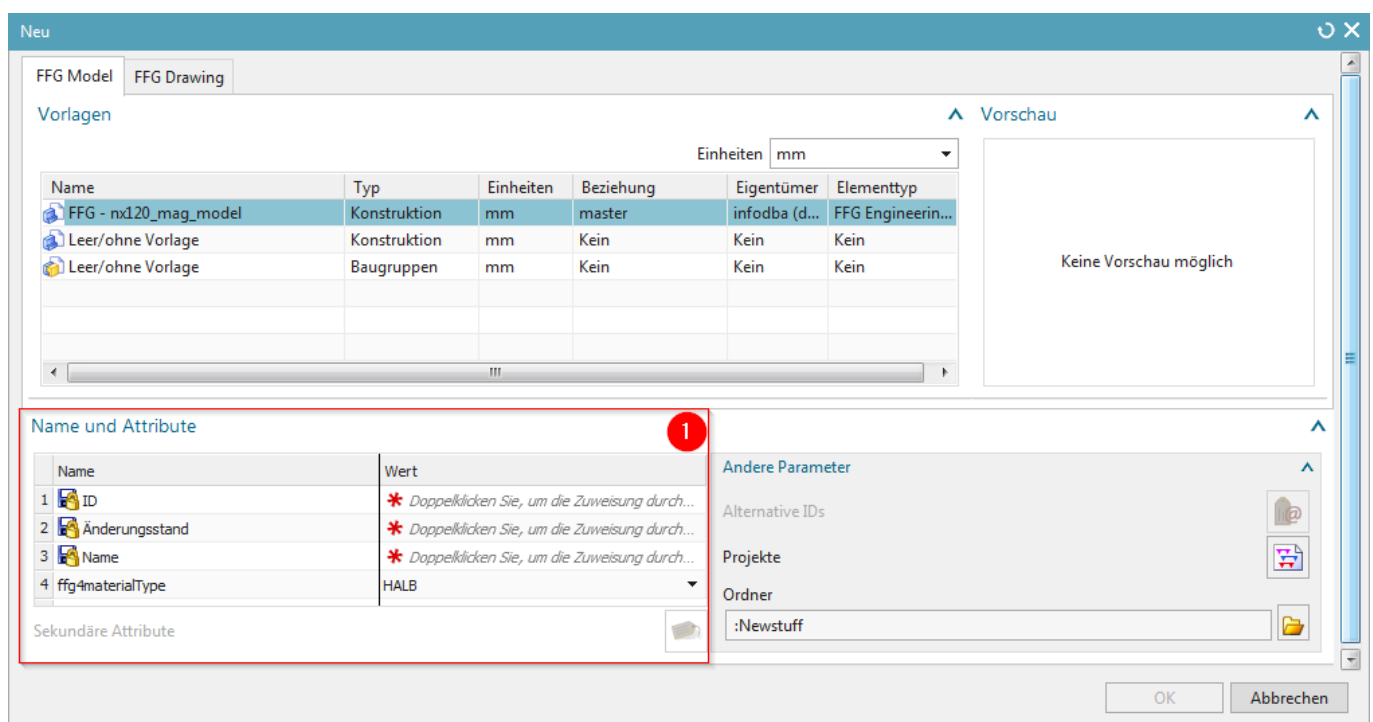 Neu
FFG Model FFG Drawing
Vorlagen
Vorschau
Einheiten mm
Name Typ Einheiten Beziehung Eigentümer Elementtyp
FFG - nx120_mag_model Konstruktion mm master infodba (d... FFG Engineerin...
Leer/ohne Vorlage Konstruktion mm Kein Kein Kein
Leer/ohne Vorlage Baugruppen mm Kein Kein Kein
Keine Vorschau möglich
Name und Attribute
1
Name Wert
1 ID * Doppelklicken Sie, um die Zuweisung durch...
2 Änderungsstand * Doppelklicken Sie, um die Zuweisung durch...
3 Name * Doppelklicken Sie, um die Zuweisung durch...
4 ffg4materialType HALB
Sekundäre Attribute
Andere Parameter
Alternative IDs
Projekte
Ordner
:Newstuff
OK Abbrechen